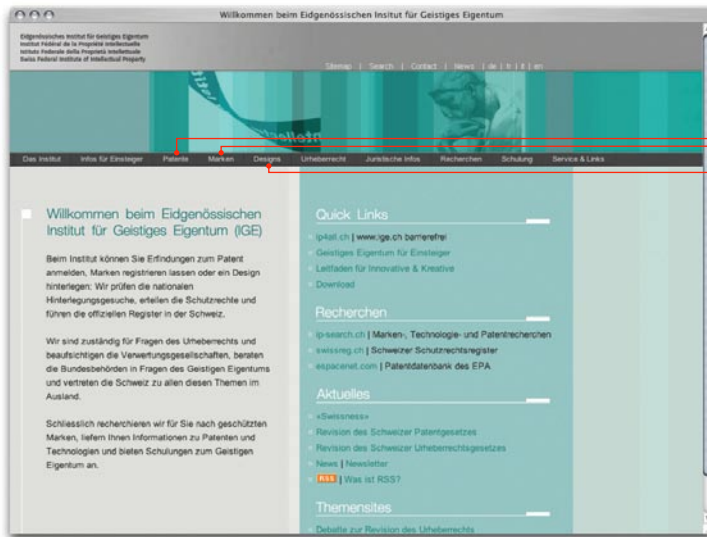 Willkommen beim Eidgenössischen Insitut für Geistiges Eigentum
Eidgenössisches Institut für Geistiges Eigentum
Institut Fédéral de la Propriété Intellectuelle
Istituto Federale della Proprietà Intellettuale
Swiss Federal Institute of Intellectual Property
Sitemap | Search | Contact | News | de | fr | it | en
Das Institut Infos für Einsteiger Patente Marken Designs Urheberrecht Juristische Infos Recherchen Schulung Service & Links
Willkommen beim Eidgenössischen
Institut für Geistiges Eigentum (IGE)
Beim Institut können Sie Erfindungen zum Patent
anmelden, Marken registrieren lassen oder ein Design
hinterlegen: Wir prüfen die nationalen
Hinterlegungsgesuche, erteilen die Schutzrechte und
führen die offiziellen Register in der Schweiz.
Wir sind zuständig für Fragen des Urheberrechts und
beaufsichtigen die Verwertungsgesellschaften, beraten
die Bundesbehörden in Fragen des Geistigen Eigentums
und vertreten die Schweiz zu allen diesen Themen im
Ausland.
Schliesslich recherchieren wir für Sie nach geschützten
Marken, liefern Ihnen Informationen zu Patenten und
Technologien und bieten Schulungen zum Geistigen
Eigentum an.
Quick Links
ip4all.ch | www.ige.ch barrierefrei
Geistiges Eigentum für Einsteiger
Leitfaden für Innovative & Kreative
Download
Recherchen
ip-search.ch | Marken-, Technologie- und Patentrecherchen
swissreg.ch | Schweizer Schutzrechtsregister
espacenet.com | Patentdatenbank des EPA
Aktuelles
«Swissness»
Revision des Schweizer Patentgesetzes
Revision des Schweizer Urheberrechtsgesetzes
News | Newsletter
RSS | Was ist RSS?
Themensites
Debatte zur Revision des Urheberrechts